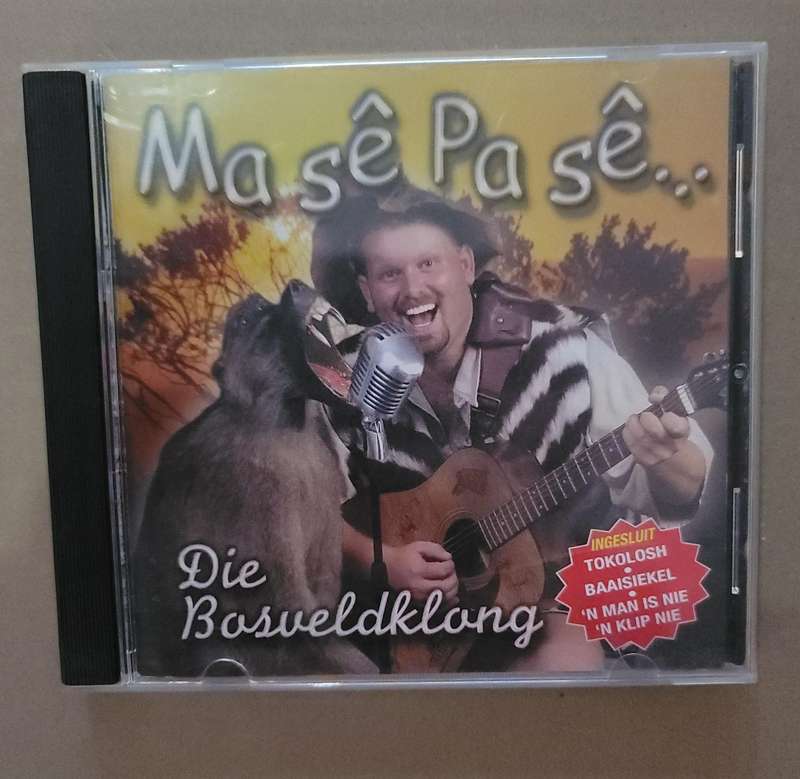 Ma sê Pa sê...
Die
Bosveldklong
INGESLUIT
TOKOLOSH
•
BAAISIEKEL
•
'N MAN IS NIE
'N KLIP NIE